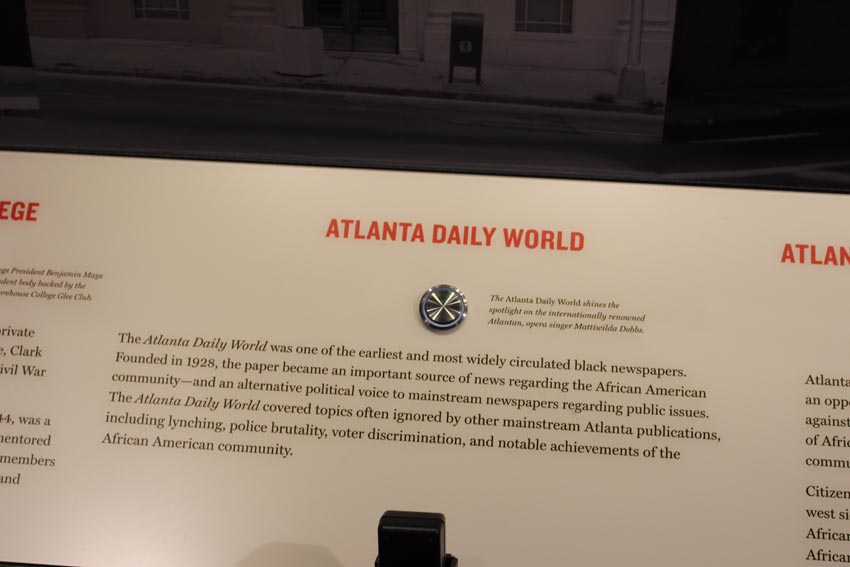 EGE
ge President Benjamin Mays
dent body backed by the
orehouse College Glee Club.
rivate
e, Clark
ivil War
44, was a
mentored
members
and
ATLANTA DAILY WORLD
The Atlanta Daily World shines the
spotlight on the internationally renowned
Atlantan, opera singer Mattiwilda Dobbs.
The Atlanta Daily World was one of the earliest and most widely circulated black newspapers.
Founded in 1928, the paper became an important source of news regarding the African American
community—and an alternative political voice to mainstream newspapers regarding public issues.
The Atlanta Daily World covered topics often ignored by other mainstream Atlanta publications,
including lynching, police brutality, voter discrimination, and notable achievements of the
African American community.
ATLAN
Atlanta
an oppo
against
of Afric
commu
Citizen
west si
African
African